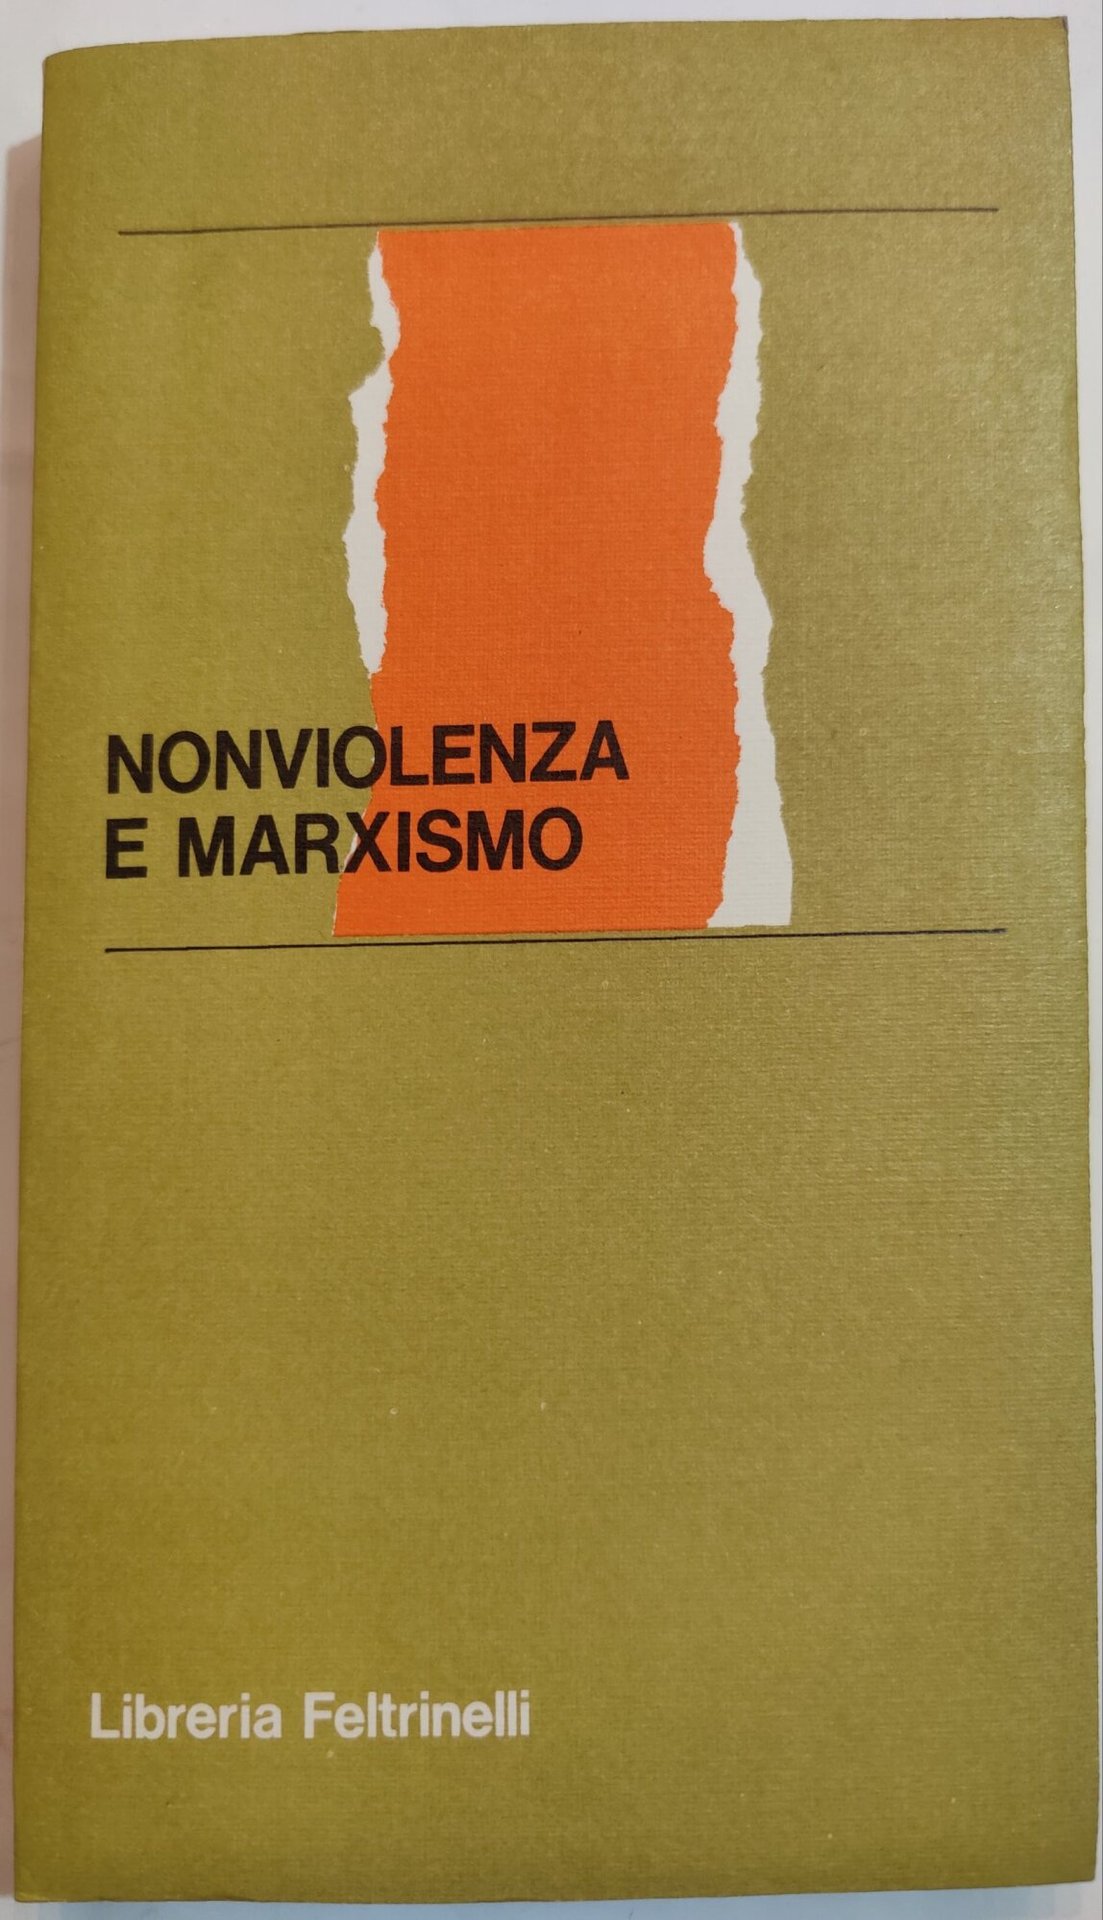 NONVIOLENZA
E MARXISMO
Libreria Feltrinelli